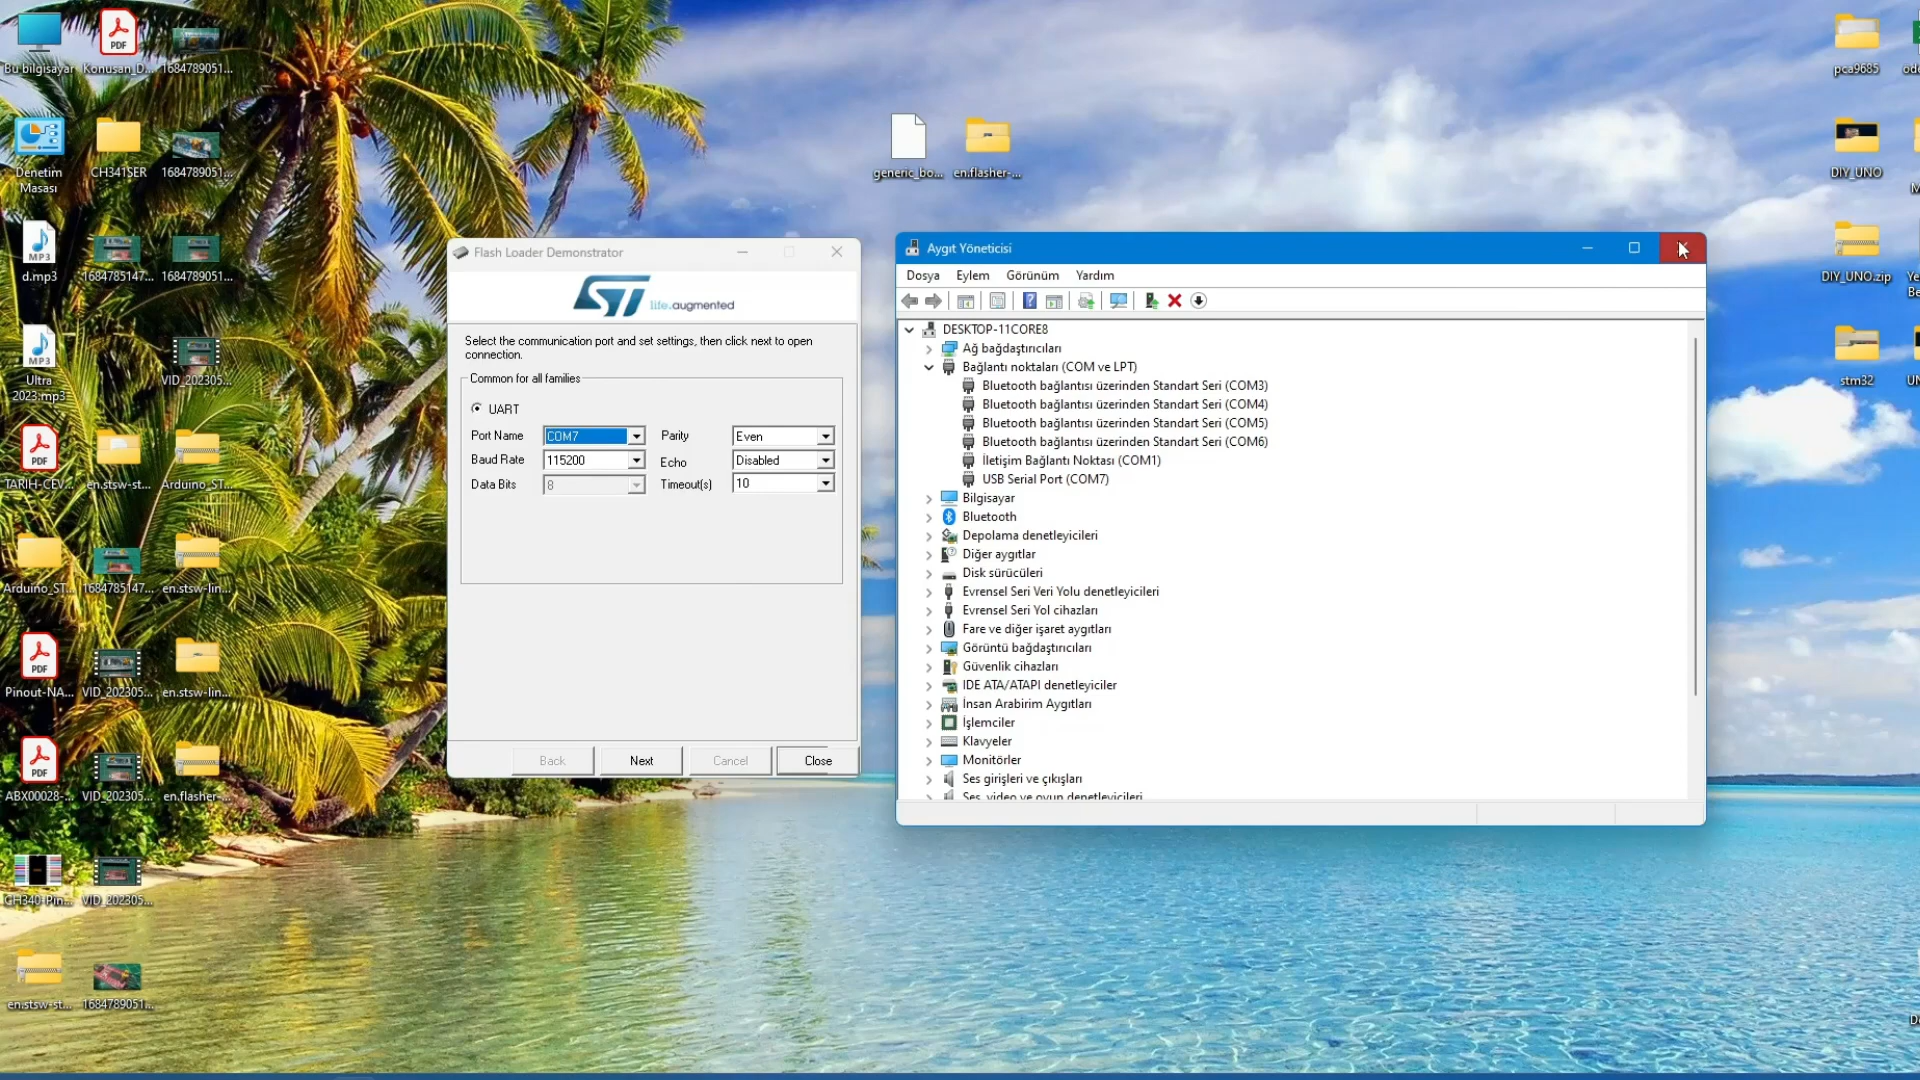 Bu bilgisayar
Konusan_D...
1684789051...
Denetim
Masası
CH341SER
1684789051...
d.mp3
1684785147...
1684789051...
Ultra
2023.mp3
VID_202305...
TARIH-CEV...
en.stsw-st...
Arduino_ST...
Arduino_ST...
1684785147...
en.stsw-lin...
Pinout-NA...
VID_202305...
en.stsw-lin...
ABX00028-...
VID_202305...
en.flasher-...
CH340-Pin...
VID_202305...
en.stsw-st...
1684789051...
generic_bo...
en.flasher-...
pca9685
DIY_UNO
DIY_UNO.zip
stm32
Flash Loader Demonstrator
life.augmented
Select the communication port and set settings, then click next to open
connection.
Common for all families
UART
Port Name COM7 Parity Even
Baud Rate 115200 Echo Disabled
Data Bits 8 Timeout(s) 10
Back Next Cancel Close
Aygıt Yöneticisi
Dosya Eylem Görünüm Yardım
DESKTOP-11CORE8
Ağ bağdaştırıcıları
Bağlantı noktaları (COM ve LPT)
Bluetooth bağlantısı üzerinden Standart Seri (COM3)
Bluetooth bağlantısı üzerinden Standart Seri (COM4)
Bluetooth bağlantısı üzerinden Standart Seri (COM5)
Bluetooth bağlantısı üzerinden Standart Seri (COM6)
İletişim Bağlantı Noktası (COM1)
USB Serial Port (COM7)
Bilgisayar
Bluetooth
Depolama denetleyicileri
Diğer aygıtlar
Disk sürücüleri
Evrensel Seri Veri Yolu denetleyicileri
Evrensel Seri Yol cihazları
Fare ve diğer işaret aygıtları
Görüntü bağdaştırıcıları
Güvenlik cihazları
IDE ATA/ATAPI denetleyiciler
İnsan Arabirim Aygıtları
İşlemciler
Klavyeler
Monitörler
Ses girişleri ve çıkışları
Ses, video ve oyun denetleyicileri